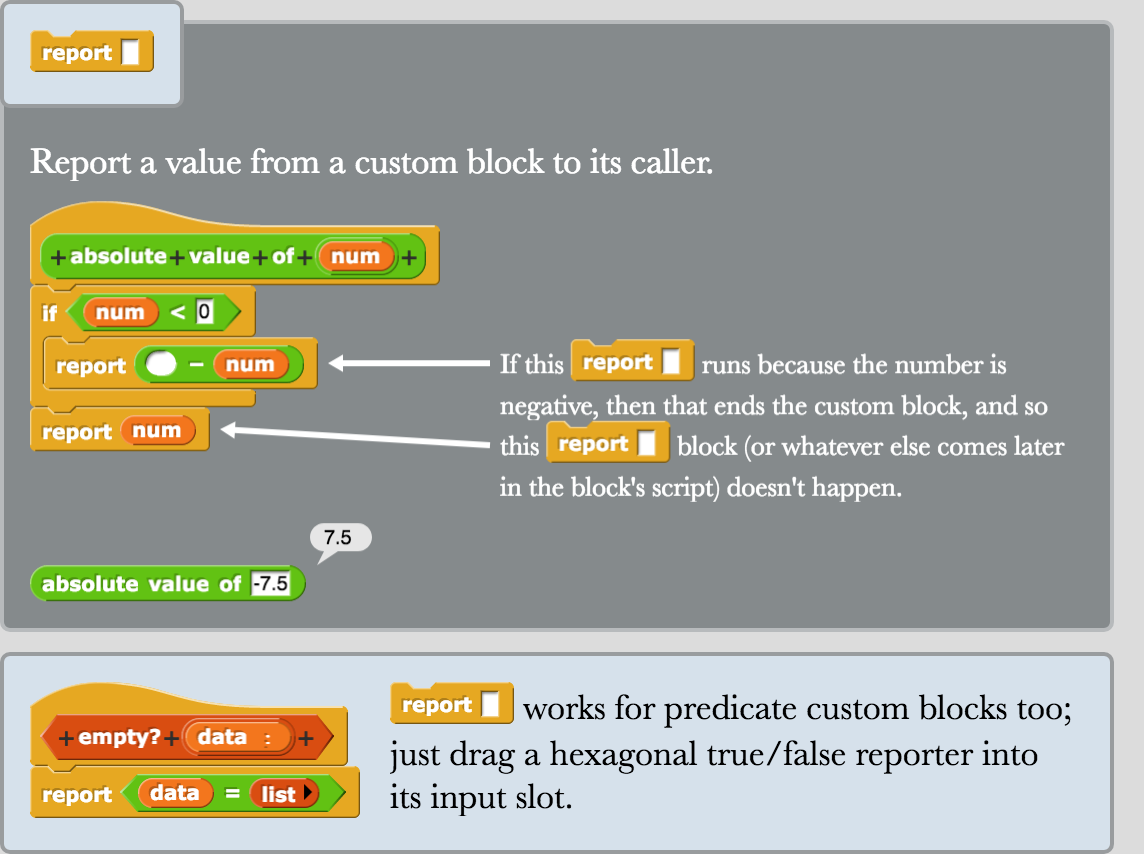 report
Report a value from a custom block to its caller.
+absolute+value+of+ num +
if num < 0
report - num
report num
If this report runs because the number is
negative, then that ends the custom block, and so
this report block (or whatever else comes later
in the block's script) doesn't happen.
7.5
absolute value of -7.5
+empty?+ data : +
report data = list
report works for predicate custom blocks too;
just drag a hexagonal true/false reporter into
its input slot.